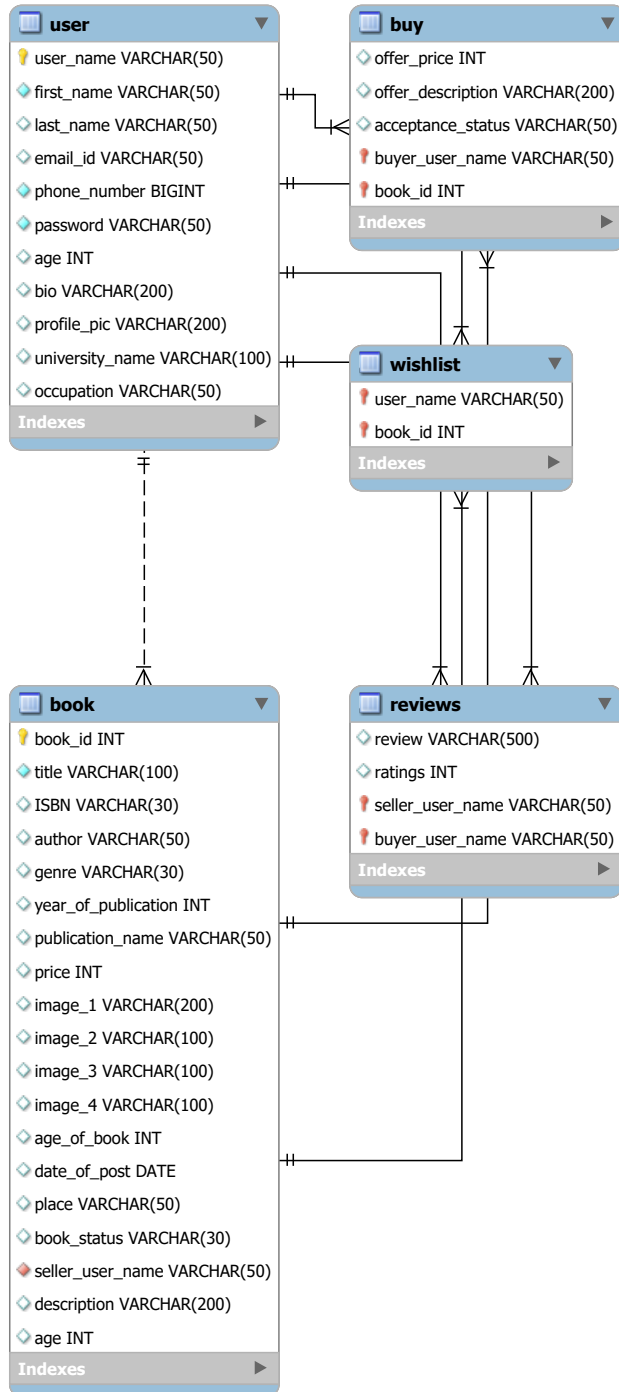 user
user_name VARCHAR(50)
first_name VARCHAR(50)
last_name VARCHAR(50)
email_id VARCHAR(50)
phone_number BIGINT
password VARCHAR(50)
age INT
bio VARCHAR(200)
profile_pic VARCHAR(200)
university_name VARCHAR(100)
occupation VARCHAR(50)
Indexes
buy
offer_price INT
offer_description VARCHAR(200)
acceptance_status VARCHAR(50)
buyer_user_name VARCHAR(50)
book_id INT
Indexes
wishlist
user_name VARCHAR(50)
book_id INT
Indexes
book
book_id INT
title VARCHAR(100)
ISBN VARCHAR(30)
author VARCHAR(50)
genre VARCHAR(30)
year_of_publication INT
publication_name VARCHAR(50)
price INT
image_1 VARCHAR(200)
image_2 VARCHAR(100)
image_3 VARCHAR(100)
image_4 VARCHAR(100)
age_of_book INT
date_of_post DATE
place VARCHAR(50)
book_status VARCHAR(30)
seller_user_name VARCHAR(50)
description VARCHAR(200)
age INT
Indexes
reviews
review VARCHAR(500)
ratings INT
seller_user_name VARCHAR(50)
buyer_user_name VARCHAR(50)
Indexes